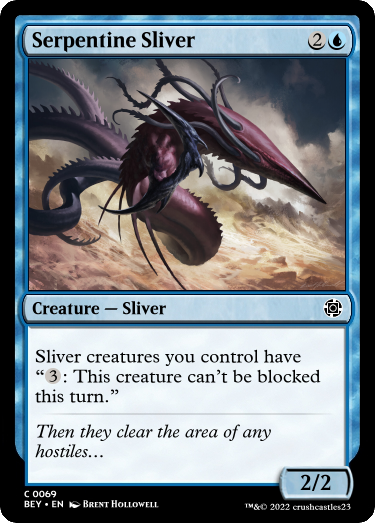 Serpentine Sliver 2
Creature — Sliver
Sliver creatures you control have
“3: This creature can’t be blocked
this turn.”
Then they clear the area of any
hostiles…
2/2
C 0069
BEY • EN Brent Hollowell
™&© 2022 crushcastles23